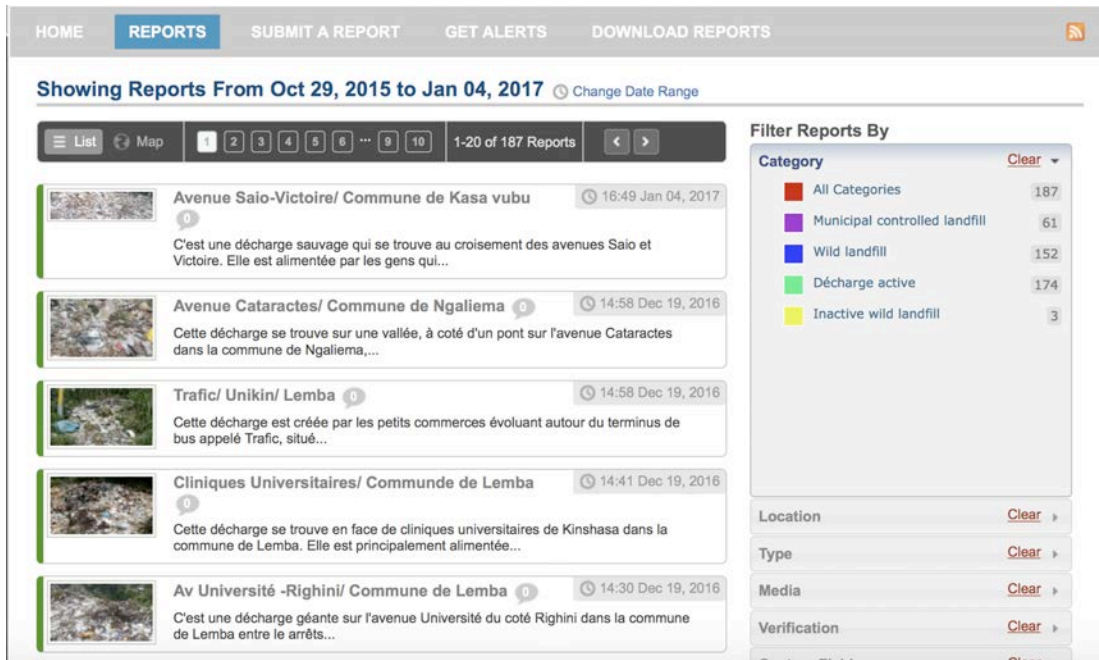 HOME REPORTS SUBMIT A REPORT GET ALERTS DOWNLOAD REPORTS
Showing Reports From Oct 29, 2015 to Jan 04, 2017 Change Date Range
List Map 1 2 3 4 5 6 ... 9 10 1-20 of 187 Reports < >
Avenue Saio-Victoire/ Commune de Kasa vubu 16:49 Jan 04, 2017
0
C'est une décharge sauvage qui se trouve au croisement des avenues Saio et
Victoire. Elle est alimentée par les gens qui...
Avenue Cataractes/ Commune de Ngaliema 0 14:58 Dec 19, 2016
Cette décharge se trouve sur une vallée, à coté d'un pont sur l'avenue Cataractes
dans la commune de Ngaliema,...
Trafic/ Unikin/ Lemba 0 14:58 Dec 19, 2016
Cette décharge est créée par les petits commerces évoluant autour du terminus de
bus appelé Trafic, situé...
Cliniques Universitaires/ Communde de Lemba 14:41 Dec 19, 2016
0
Cette décharge se trouve en face de cliniques universitaires de Kinshasa dans la
commune de Lemba. Elle est principalement alimentée...
Av Université -Righini/ Commune de Lemba 0 14:30 Dec 19, 2016
C'est une décharge géante sur l'avenue Université du coté Righini dans la commune
de Lemba entre le arrêts...
Filter Reports By
Category Clear
All Categories 187
Municipal controlled landfill 61
Wild landfill 152
Décharge active 174
Inactive wild landfill 3
Location Clear
Type Clear
Media Clear
Verification Clear